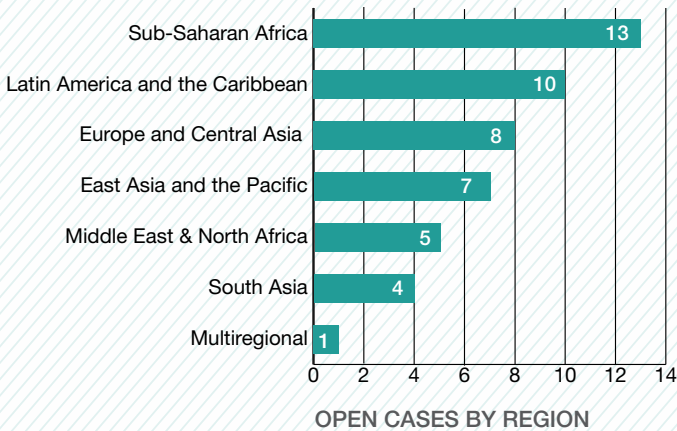 Sub-Saharan Africa 13
Latin America and the Caribbean 10
Europe and Central Asia 8
East Asia and the Pacific 7
Middle East & North Africa 5
South Asia 4
Multiregional 1
0 2 4 6 8 10 12 14
OPEN CASES BY REGION